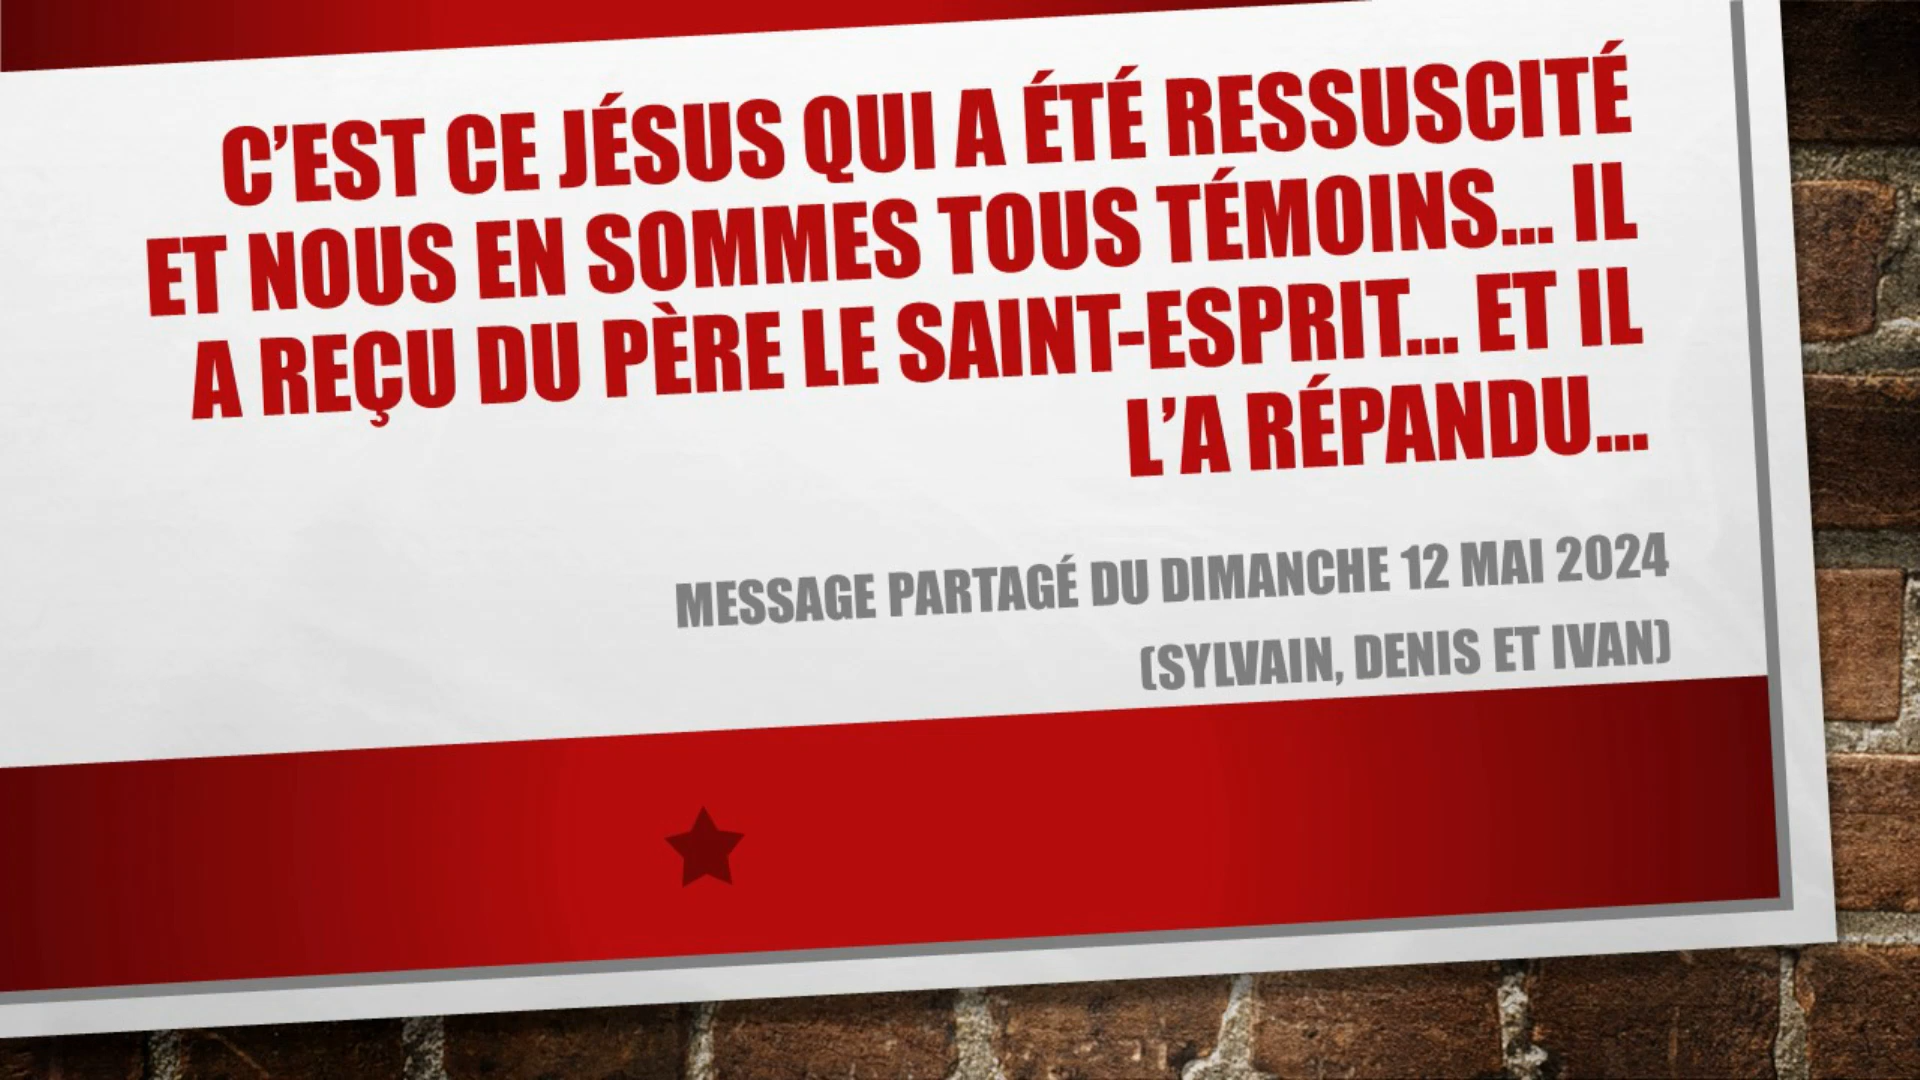 C’EST CE JÉSUS QUI A ÉTÉ RESSUSCITÉ
ET NOUS EN SOMMES TOUS TÉMOINS... IL
A REÇU DU PÈRE LE SAINT-ESPRIT... ET IL
L’A RÉPANDU...
MESSAGE PARTAGÉ DU DIMANCHE 12 MAI 2024
(SYLVAIN, DENIS ET IVAN)